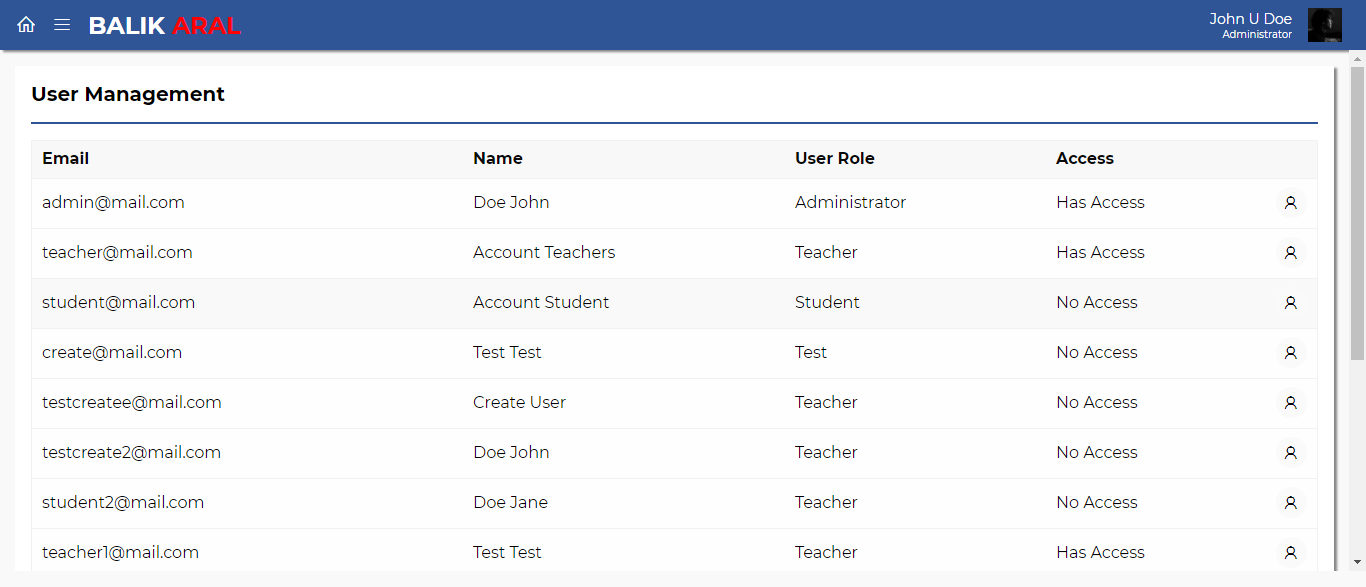 BALIK ARAL
John U Doe
Administrator
User Management
Email Name User Role Access
admin@mail.com Doe John Administrator Has Access
teacher@mail.com Account Teachers Teacher Has Access
student@mail.com Account Student Student No Access
create@mail.com Test Test Test No Access
testcreatee@mail.com Create User Teacher No Access
testcreate2@mail.com Doe John Teacher No Access
student2@mail.com Doe Jane Teacher No Access
teacher1@mail.com Test Test Teacher Has Access